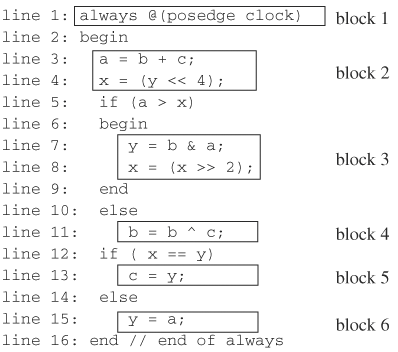 line 1: always @(posedge clock) block 1
line 2: begin
line 3: a = b + c;
line 4: x = (y << 4); block 2
line 5: if (a > x)
line 6: begin
line 7: y = b & a;
line 8: x = (x >> 2); block 3
line 9: end
line 10: else
line 11: b = b ^ c; block 4
line 12: if ( x == y)
line 13: c = y; block 5
line 14: else
line 15: y = a; block 6
line 16: end // end of always